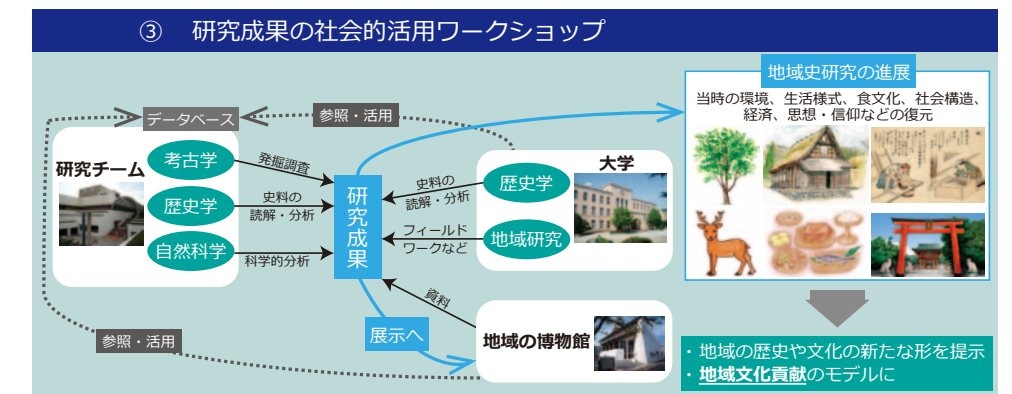 ③ 研究成果の社会的活用ワークショップ
データベース
参照・活用
研究チーム
考古学
歴史学
自然科学
発掘調査
史料の
読解・分析
科学的分析
研究成果
史料の
読解・分析
フィールド
ワークなど
資料
大学
歴史学
地域研究
展示へ
地域の博物館
参照・活用
地域史研究の進展
当時の環境、生活様式、食文化、社会構造、
経済、思想・信仰などの復元
・地域の歴史や文化の新たな形を提示
・地域文化貢献のモデルに